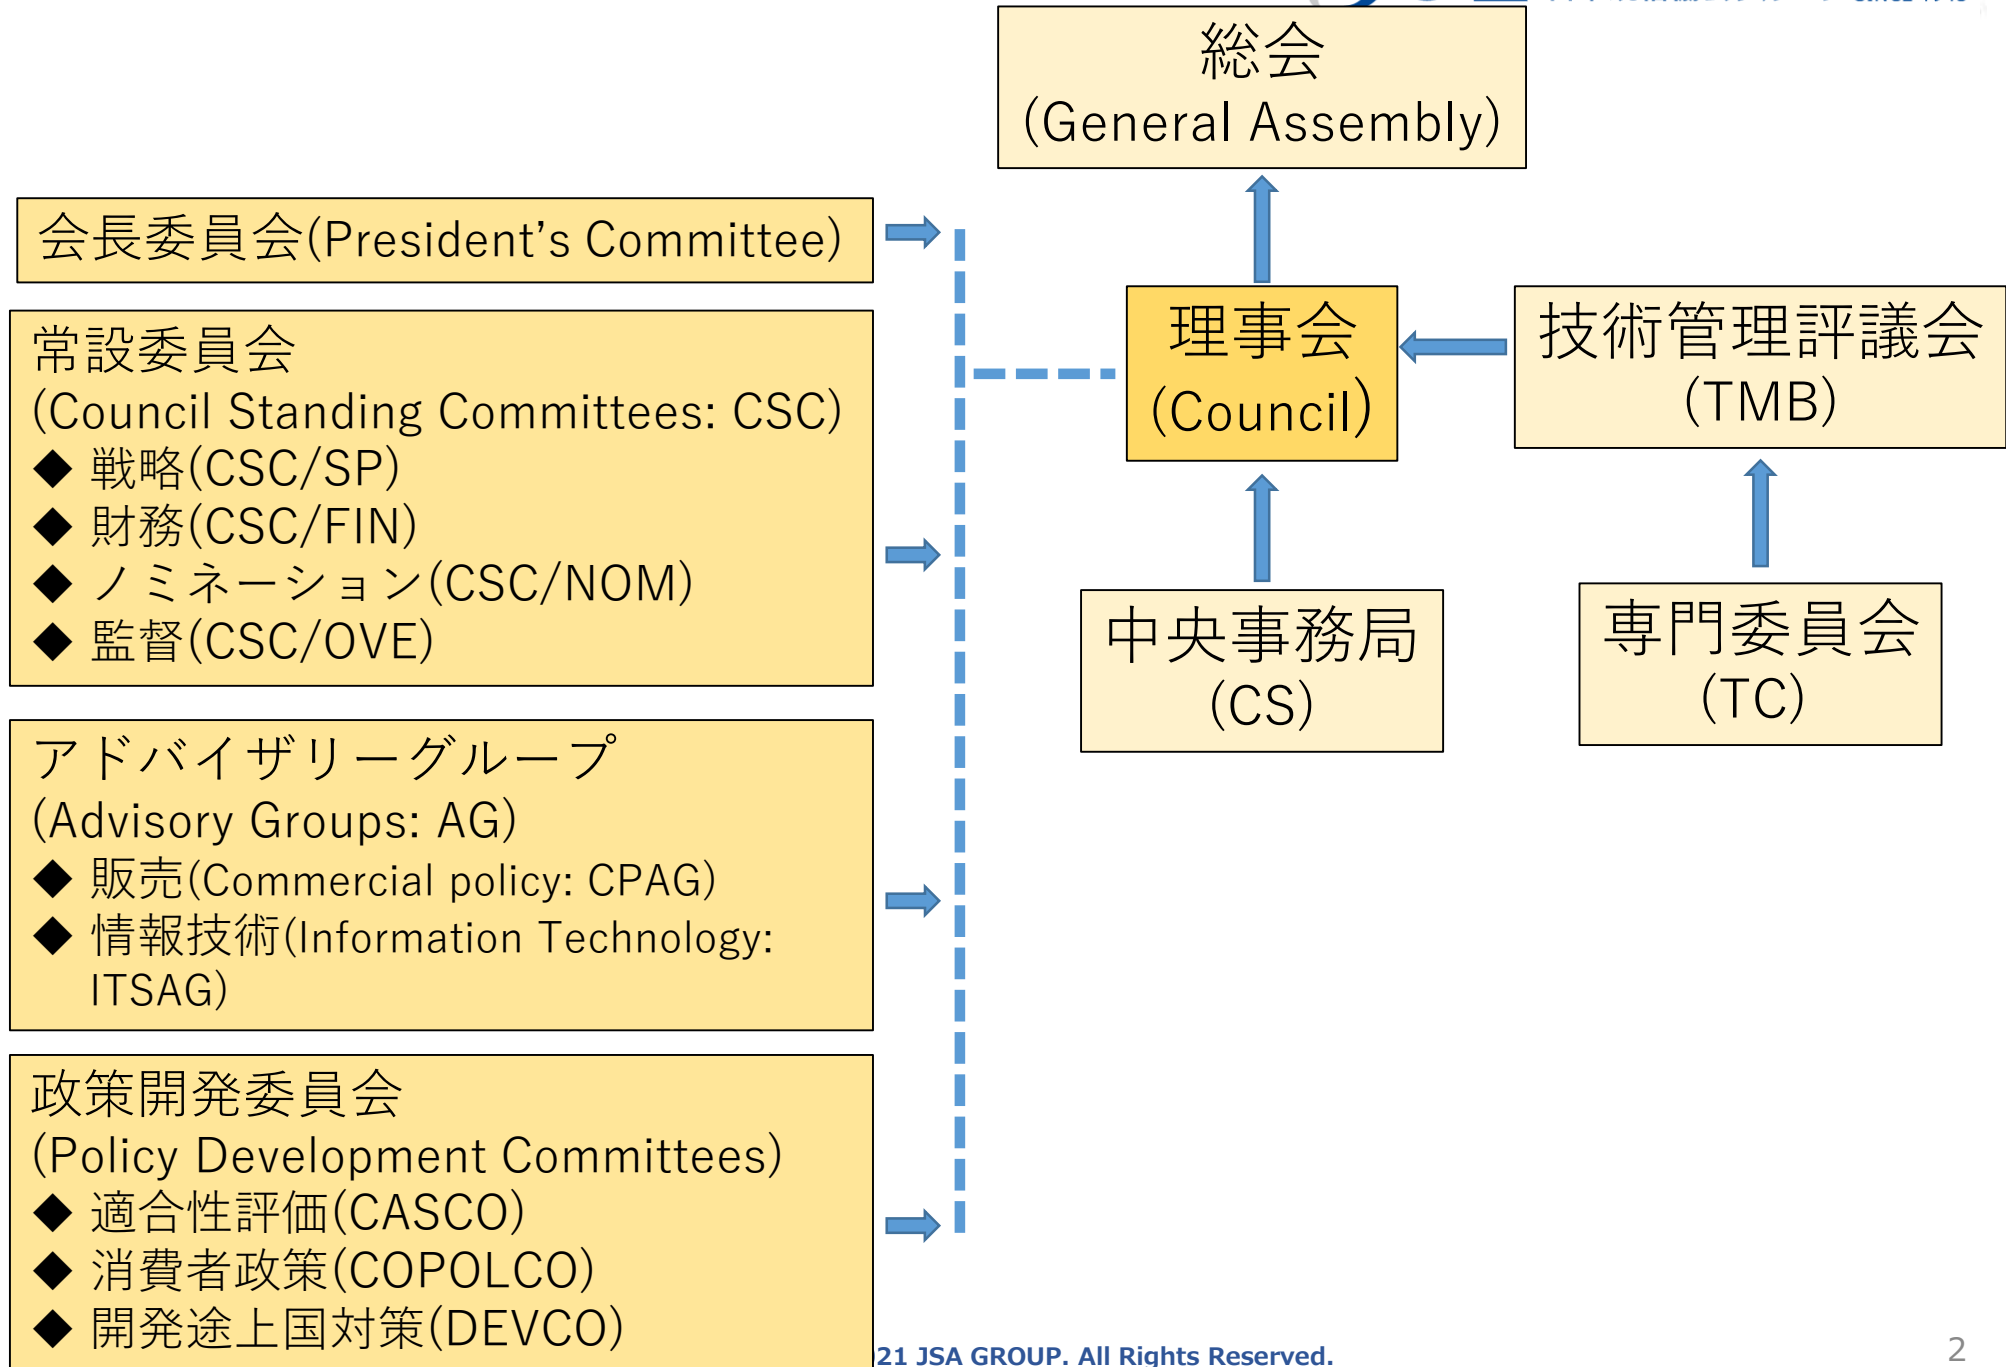 総会
(General Assembly)
会長委員会(President’s Committee)
常設委員会
(Council Standing Committees: CSC)
◆ 戦略(CSC/SP)
◆ 財務(CSC/FIN)
◆ ノミネーション(CSC/NOM)
◆ 監督(CSC/OVE)
理事会
(Council)
技術管理評議会
(TMB)
中央事務局
(CS)
専門委員会
(TC)
アドバイザリーグループ
(Advisory Groups: AG)
◆ 販売(Commercial policy: CPAG)
◆ 情報技術(Information Technology:
ITSAG)
政策開発委員会
(Policy Development Committees)
◆ 適合性評価(CASCO)
◆ 消費者政策(COPOLCO)
◆ 開発途上国対策(DEVCO)
21 JSA GROUP. All Rights Reserved.
2